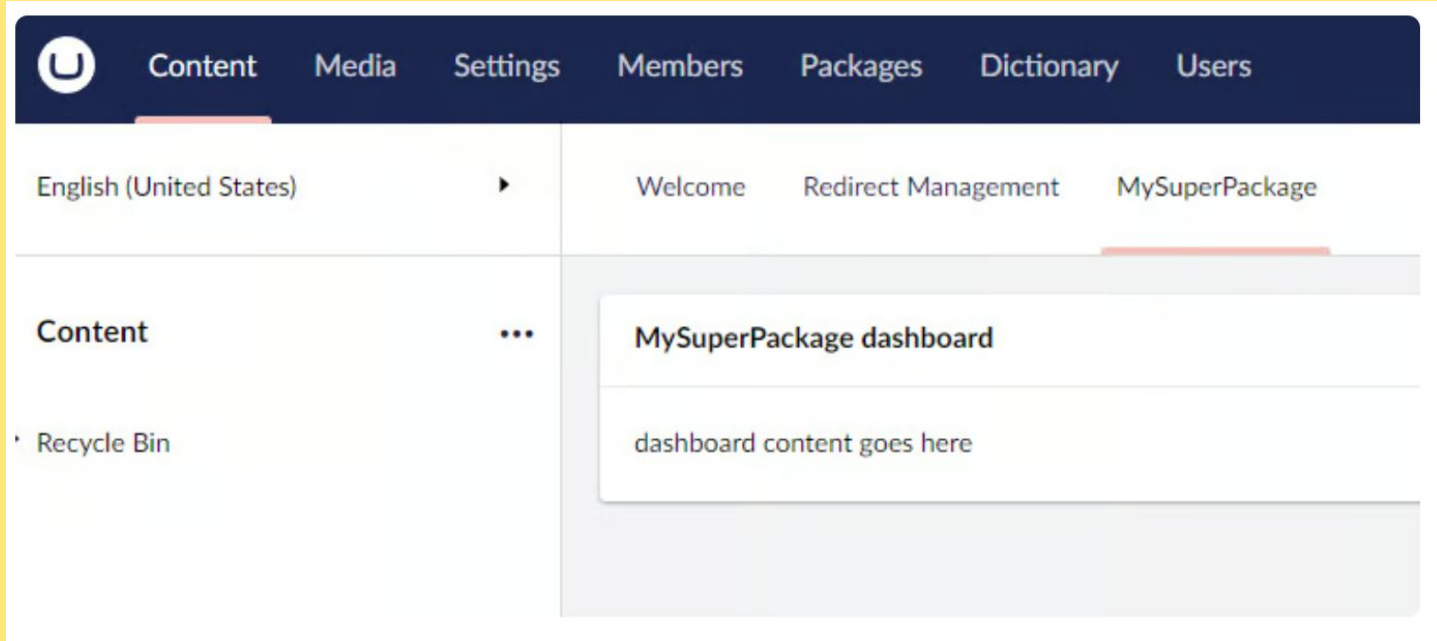 Content Media Settings Members Packages Dictionary Users
English (United States)
Welcome Redirect Management MySuperPackage
Content
MySuperPackage dashboard
Recycle Bin
dashboard content goes here